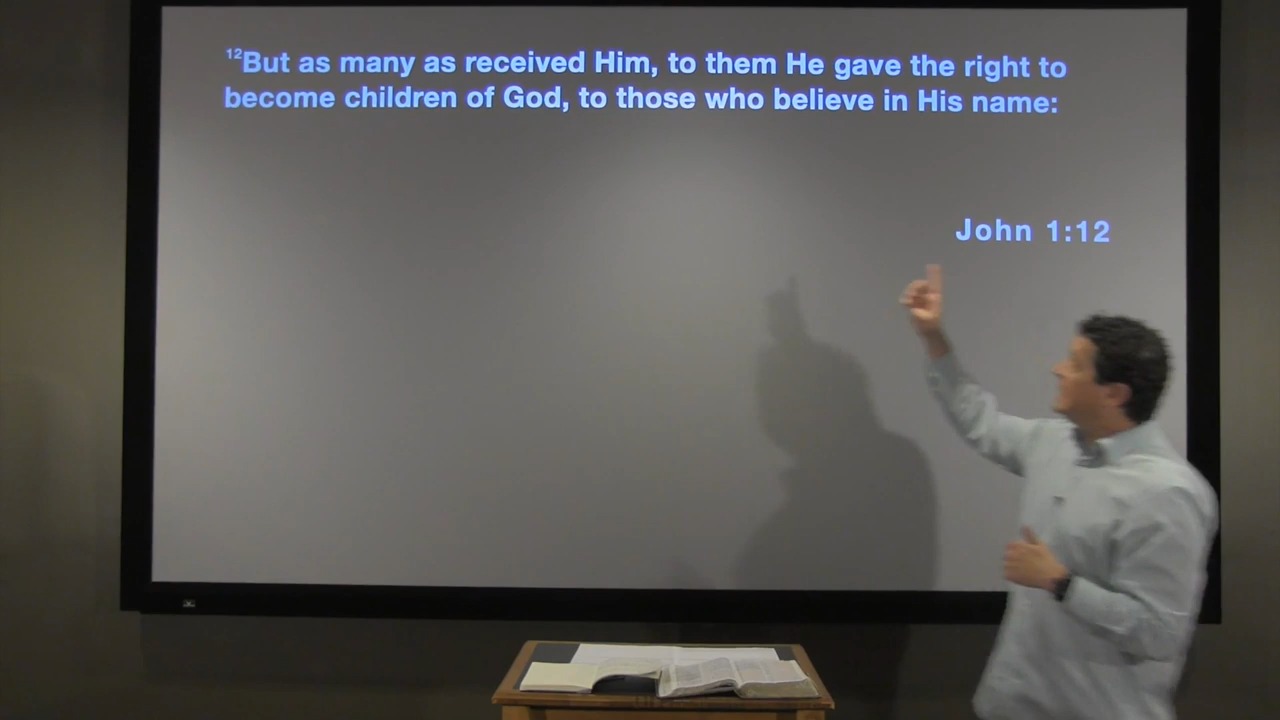 ¹²But as many as received Him, to them He gave the right to
become children of God, to those who believe in His name:
John 1:12